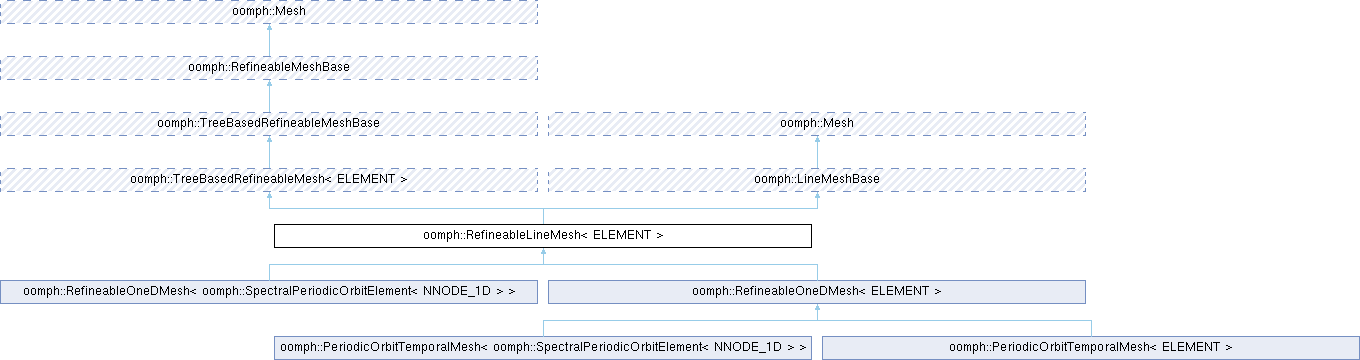 oomph::Mesh
oomph::RefineableMeshBase
oomph::TreeBasedRefineableMeshBase
oomph::Mesh
oomph::TreeBasedRefineableMesh< ELEMENT >
oomph::LineMeshBase
oomph::RefineableLineMesh< ELEMENT >
oomph::RefineableOneDMesh< oomph::SpectralPeriodicOrbitElement< NNODE_1D > >
oomph::RefineableOneDMesh< ELEMENT >
oomph::PeriodicOrbitTemporalMesh< oomph::SpectralPeriodicOrbitElement< NNODE_1D > >
oomph::PeriodicOrbitTemporalMesh< ELEMENT >